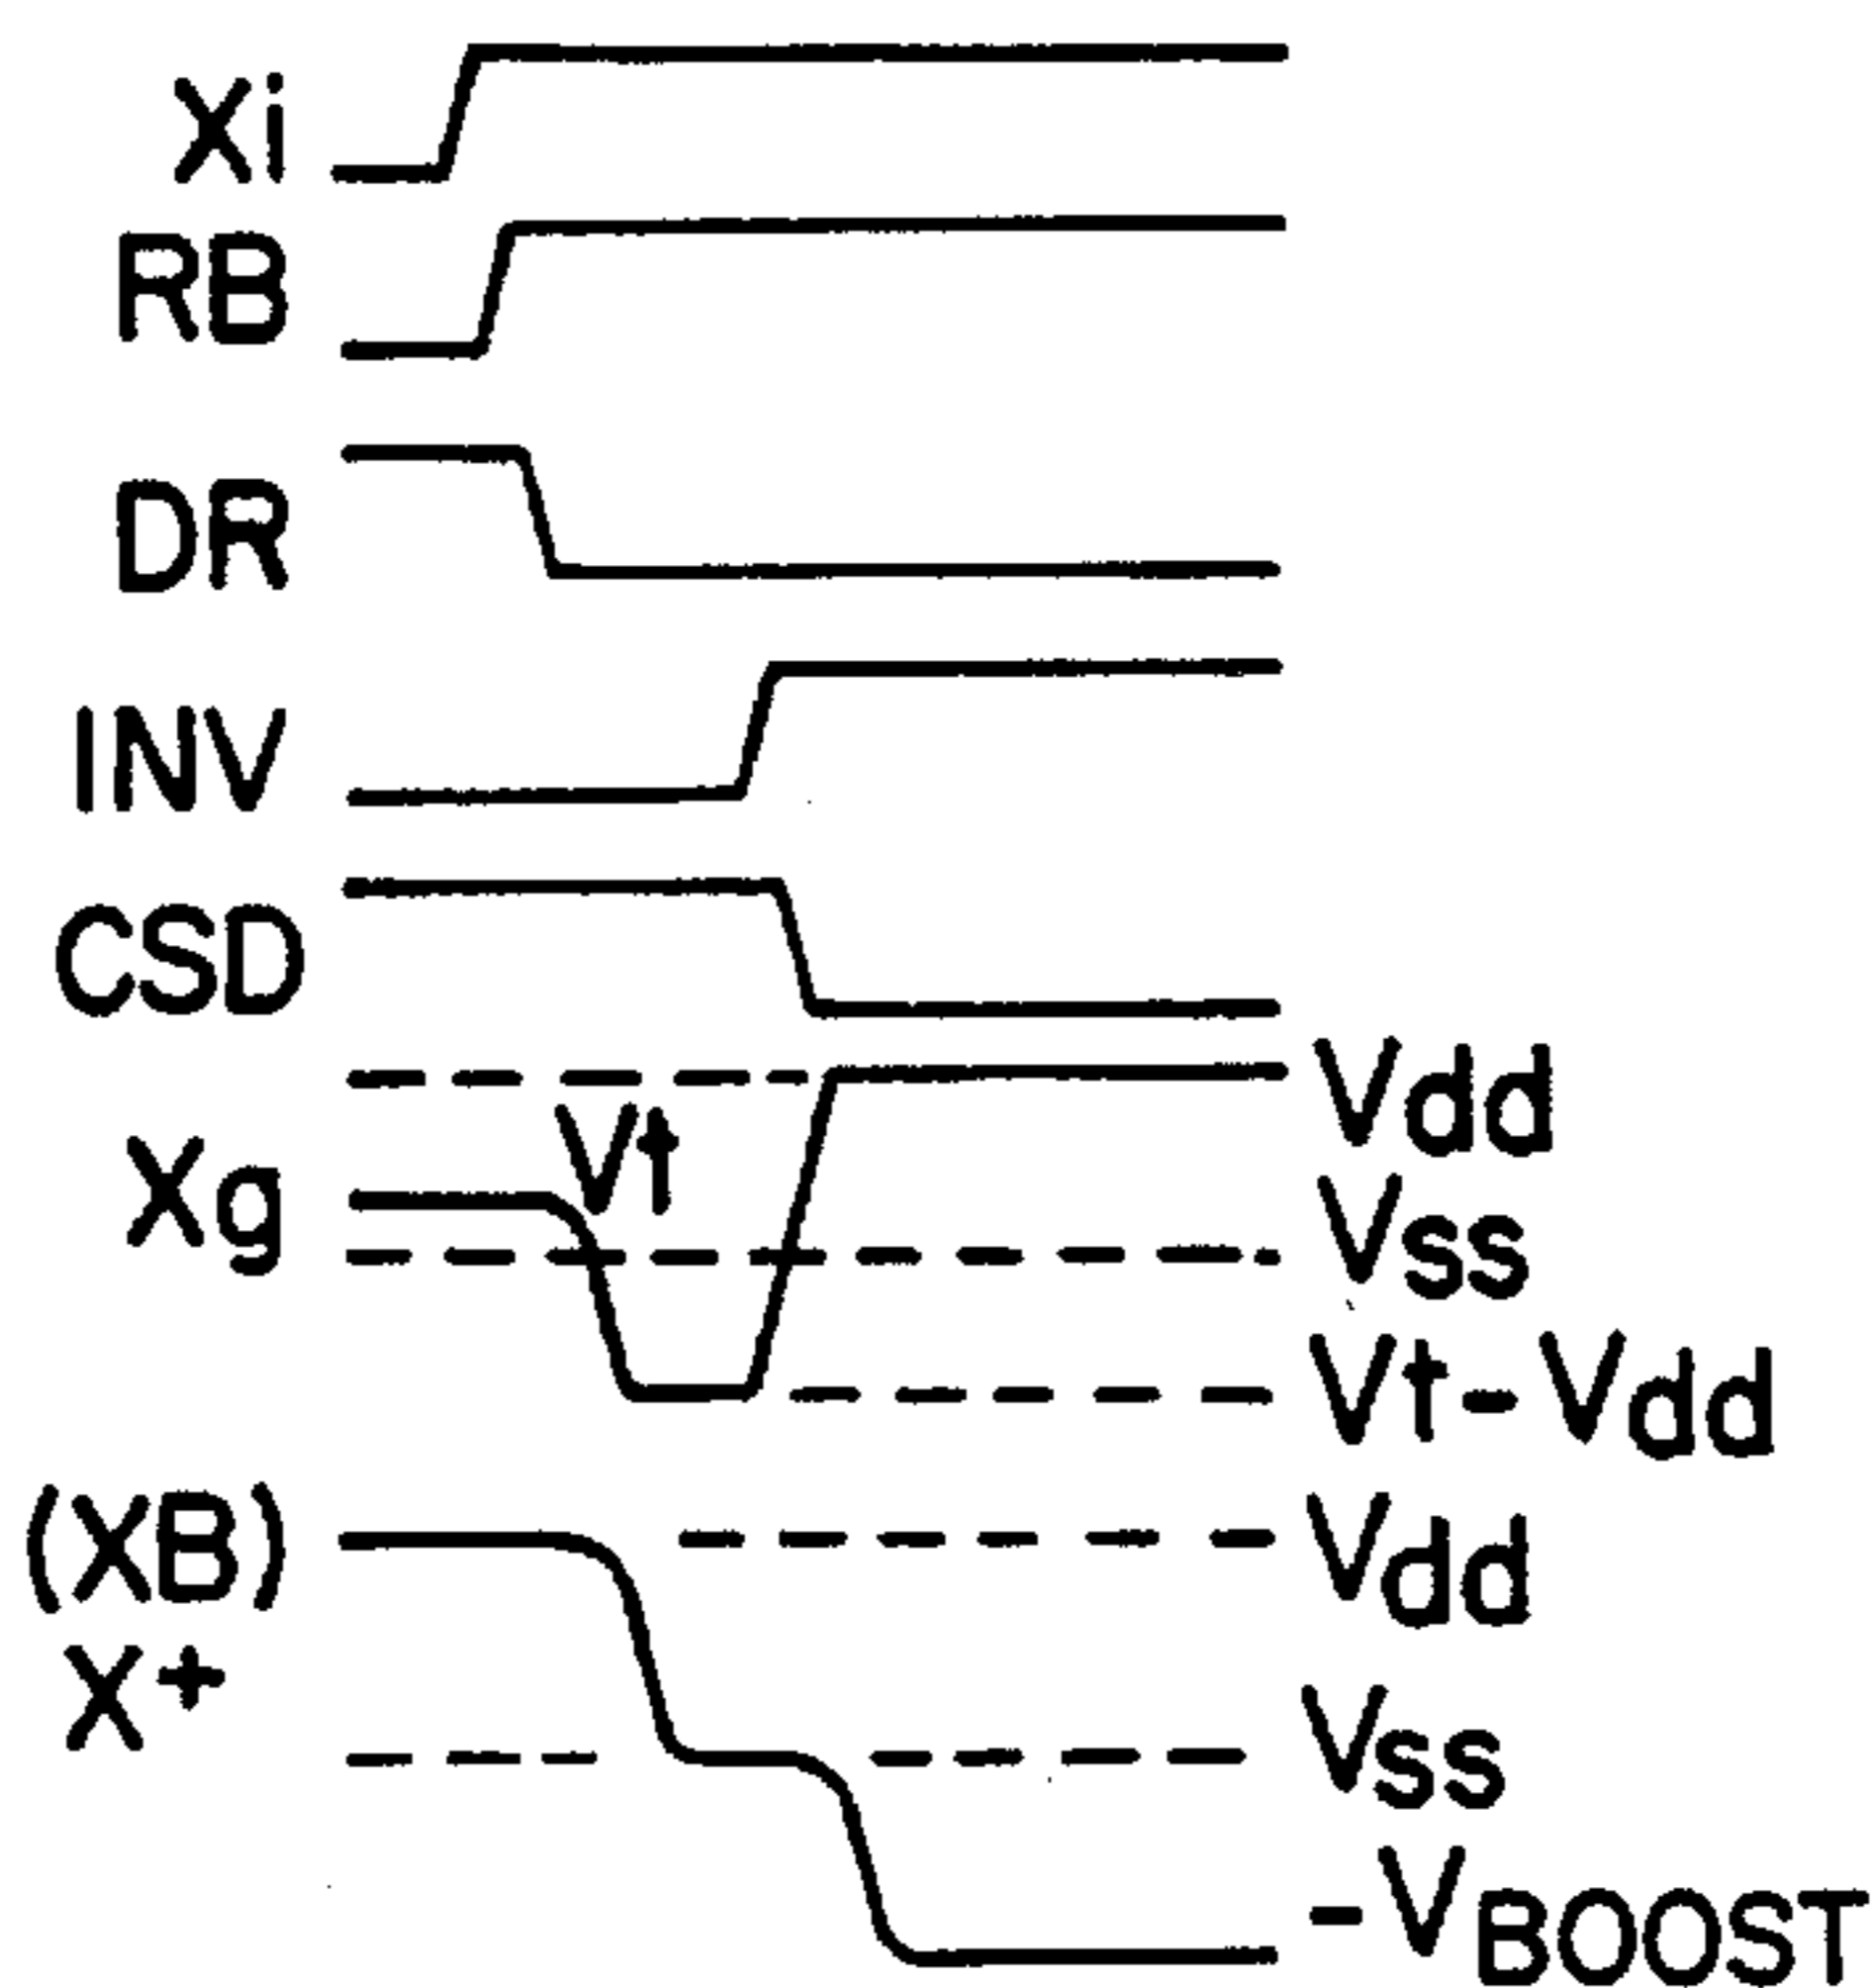 Xi
RB
DR
INV
CSD
Vdd
Vt
Xg
Vss
Vt-Vdd
(XB)
Vdd
X+
Vss
-VBOOST